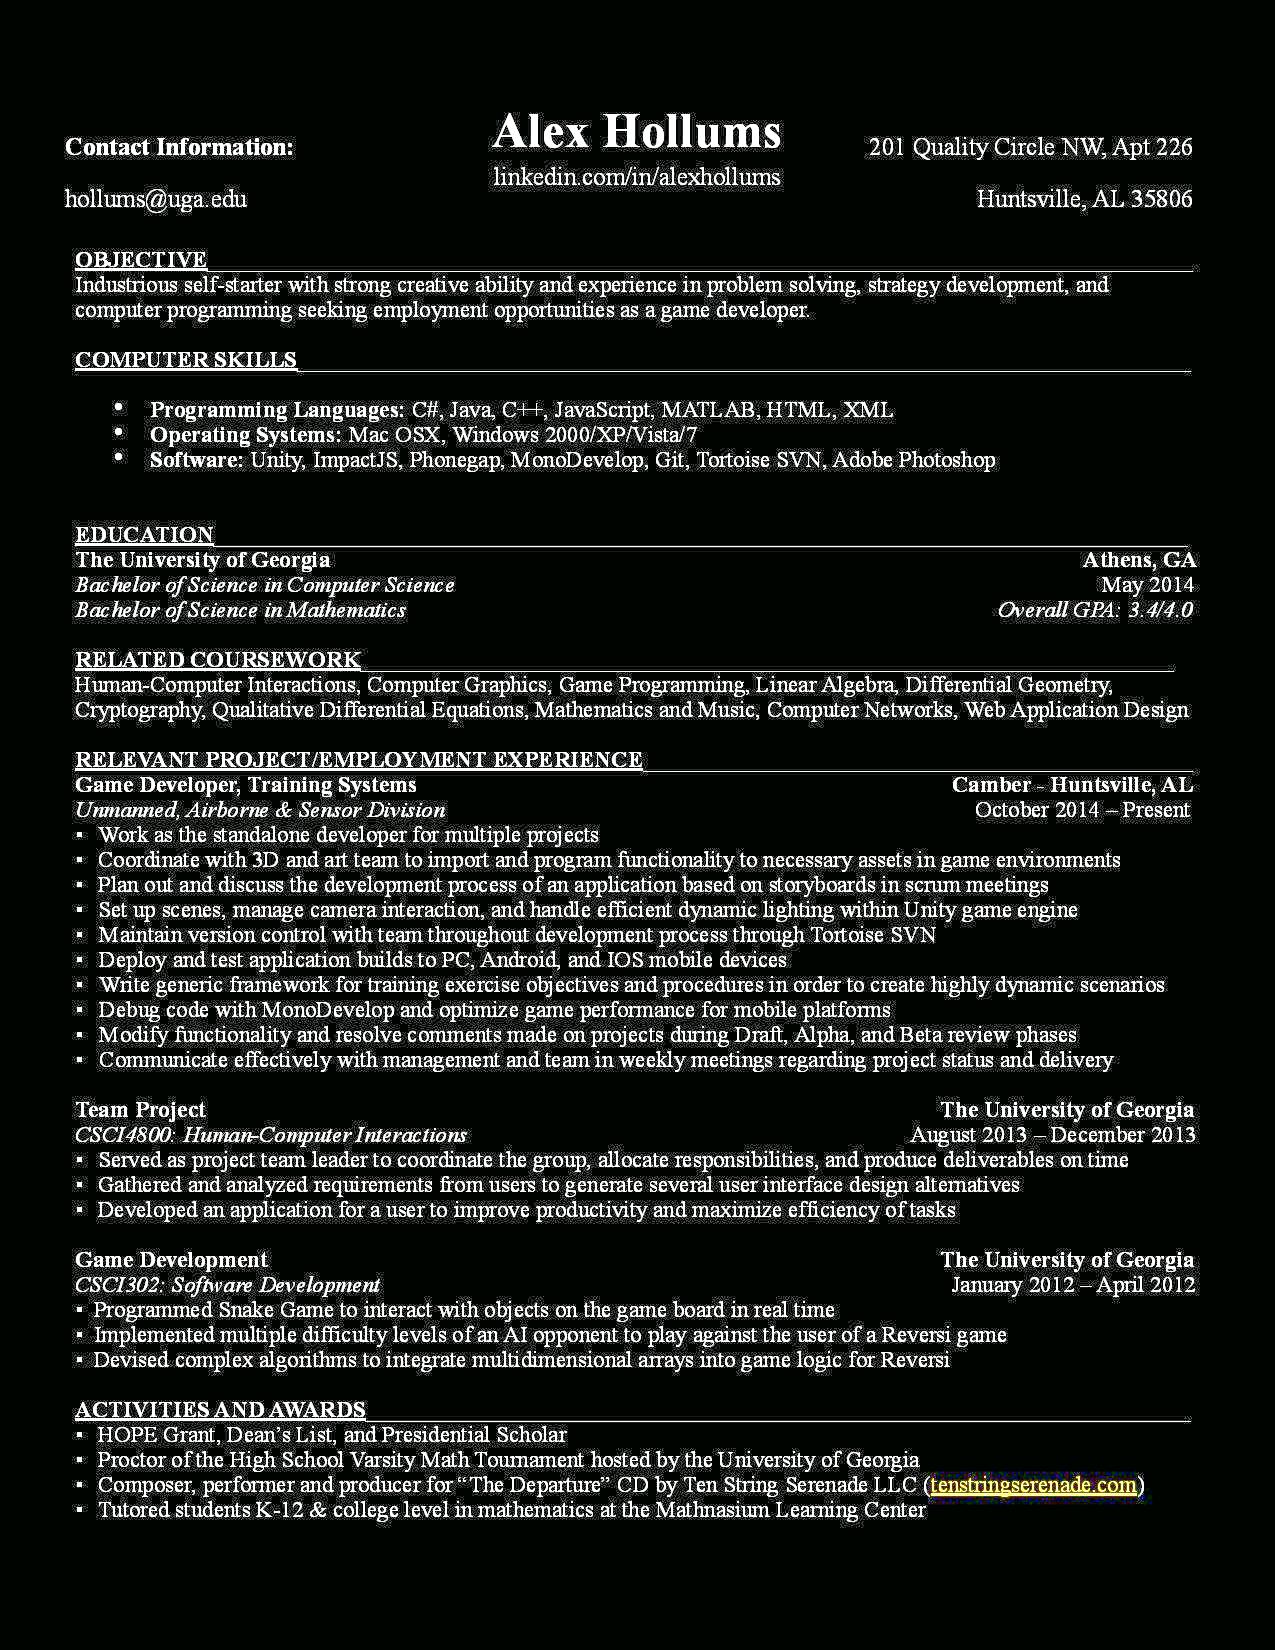 Alex Hollums
Contact Information:
201 Quality Circle NW, Apt 226
linkedin.com/in/alexhollums
hollums@uga.edu
Huntsville, AL 35806
OBJECTIVE
Industrious self-starter with strong creative ability and experience in problem solving, strategy development, and
computer programming seeking employment opportunities as a game developer.
COMPUTER SKILLS
• Programming Languages: C#, Java, C++, JavaScript, MATLAB, HTML, XML
• Operating Systems: Mac OSX, Windows 2000/XP/Vista/7
• Software: Unity, ImpactJS, Phonegap, MonoDevelop, Git, Tortoise SVN, Adobe Photoshop
EDUCATION
The University of Georgia Athens, GA
Bachelor of Science in Computer Science May 2014
Bachelor of Science in Mathematics Overall GPA: 3.4/4.0
RELATED COURSEWORK
Human-Computer Interactions, Computer Graphics, Game Programming, Linear Algebra, Differential Geometry,
Cryptography, Qualitative Differential Equations, Mathematics and Music, Computer Networks, Web Application Design
RELEVANT PROJECT/EMPLOYMENT EXPERIENCE
Game Developer, Training Systems Camber - Huntsville, AL
Unmanned, Airborne & Sensor Division October 2014 – Present
▪ Work as the standalone developer for multiple projects
▪ Coordinate with 3D and art team to import and program functionality to necessary assets in game environments
▪ Plan out and discuss the development process of an application based on storyboards in scrum meetings
▪ Set up scenes, manage camera interaction, and handle efficient dynamic lighting within Unity game engine
▪ Maintain version control with team throughout development process through Tortoise SVN
▪ Deploy and test application builds to PC, Android, and IOS mobile devices
▪ Write generic framework for training exercise objectives and procedures in order to create highly dynamic scenarios
▪ Debug code with MonoDevelop and optimize game performance for mobile platforms
▪ Modify functionality and resolve comments made on projects during Draft, Alpha, and Beta review phases
▪ Communicate effectively with management and team in weekly meetings regarding project status and delivery
Team Project The University of Georgia
CSCI4800: Human-Computer Interactions August 2013 – December 2013
▪ Served as project team leader to coordinate the group, allocate responsibilities, and produce deliverables on time
▪ Gathered and analyzed requirements from users to generate several user interface design alternatives
▪ Developed an application for a user to improve productivity and maximize efficiency of tasks
Game Development The University of Georgia
CSCI302: Software Development January 2012 – April 2012
▪ Programmed Snake Game to interact with objects on the game board in real time
▪ Implemented multiple difficulty levels of an AI opponent to play against the user of a Reversi game
▪ Devised complex algorithms to integrate multidimensional arrays into game logic for Reversi
ACTIVITIES AND AWARDS
▪ HOPE Grant, Dean’s List, and Presidential Scholar
▪ Proctor of the High School Varsity Math Tournament hosted by the University of Georgia
▪ Composer, performer and producer for “The Departure” CD by Ten String Serenade LLC (tenstringserenade.com)
▪ Tutored students K-12 & college level in mathematics at the Mathnasium Learning Center